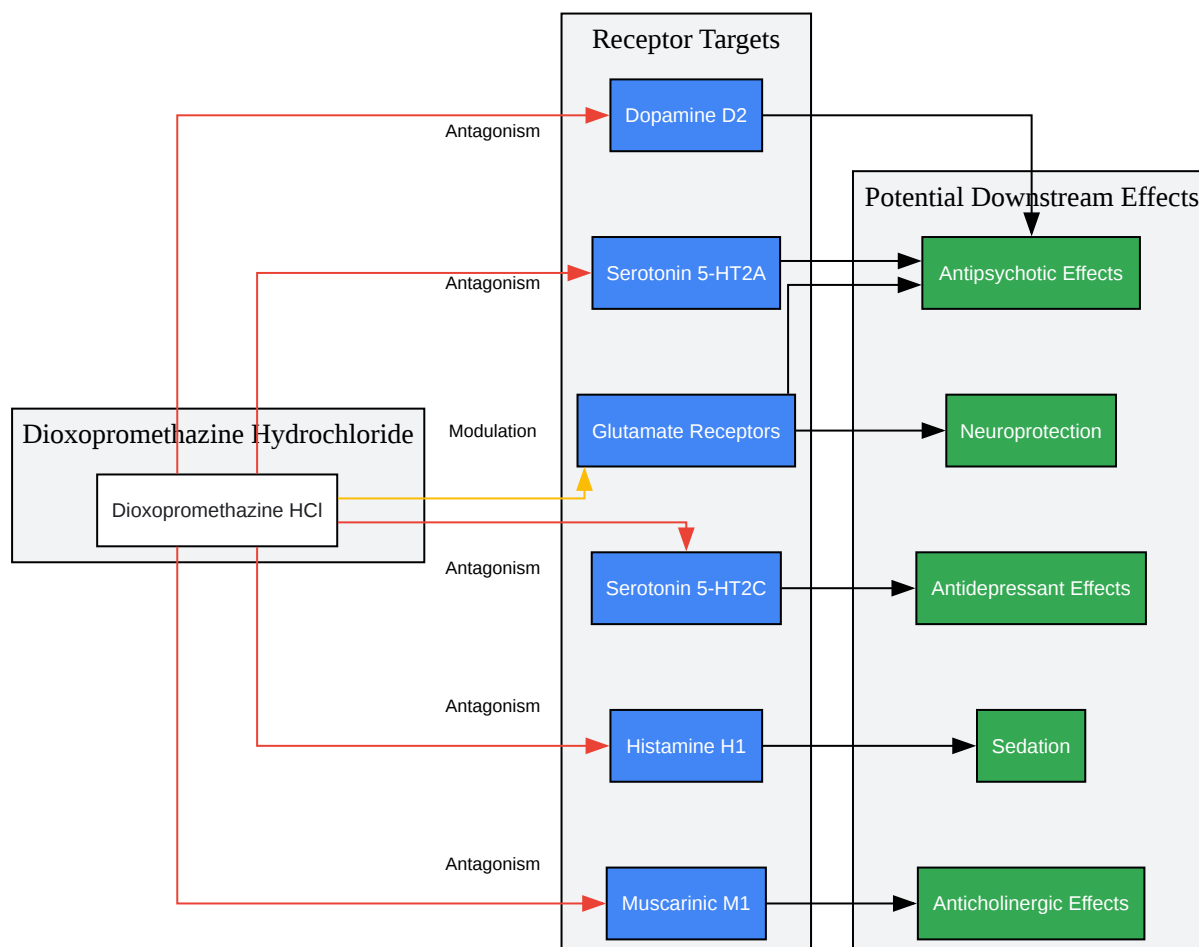 Receptor Targets
Dopamine D2
Antagonism
Potential Downstream Effects
Serotonin 5-HT2A
Antipsychotic Effects
Antagonism
Dioxopromethazine Hydrochloride
Modulation
Glutamate Receptors
Neuroprotection
Dioxopromethazine HCl
Antagonism
Serotonin 5-HT2C
Antidepressant Effects
Antagonism
Histamine H1
Sedation
Antagonism
Muscarinic M1
Anticholinergic Effects